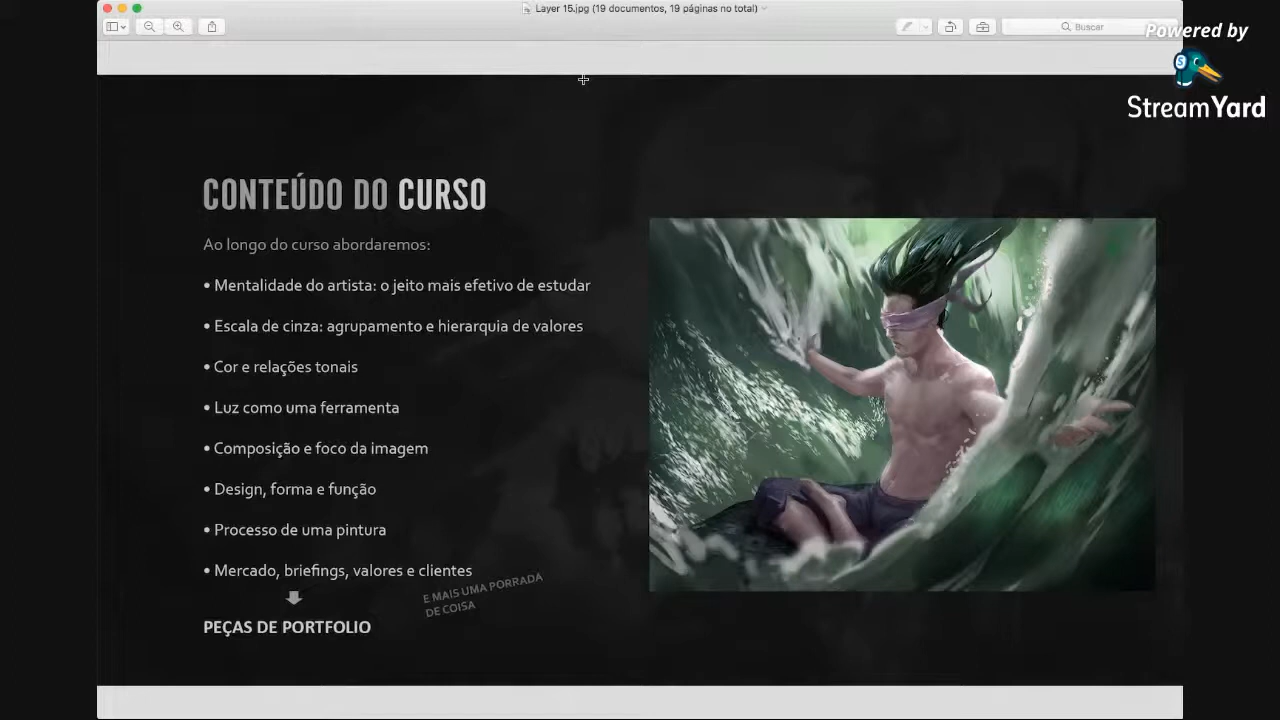 Layer 15.jpg (19 documentos, 19 páginas no total)
Buscar
Powered by
StreamYard
CONTEÚDO DO CURSO
Ao longo do curso abordaremos:
• Mentalidade do artista: o jeito mais efetivo de estudar
• Escala de cinza: agrupamento e hierarquia de valores
• Cor e relações tonais
• Luz como uma ferramenta
• Composição e foco da imagem
• Design, forma e função
• Processo de uma pintura
• Mercado, briefings, valores e clientes
E MAIS UMA PORRADA
DE COISA
PEÇAS DE PORTFOLIO